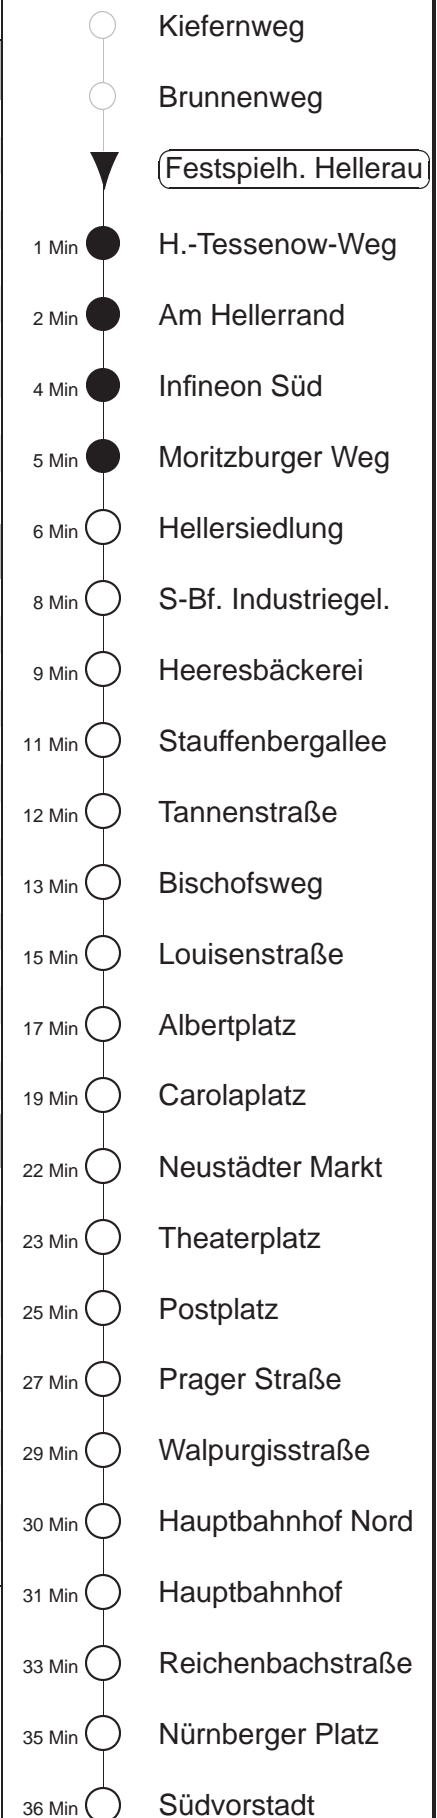 Kiefernweg
Brunnenweg
Festspielh. Hellerau
1 Min H.-Tessenow-Weg
2 Min Am Hellerrand
4 Min Infineon Süd
5 Min Moritzburger Weg
6 Min Hellersiedlung
8 Min S-Bf. Industriegel.
9 Min Heeresbäckerei
11 Min Stauffenbergallee
12 Min Tannenstraße
13 Min Bischofsweg
15 Min Louisenstraße
17 Min Albertplatz
19 Min Carolaplatz
22 Min Neustädter Markt
23 Min Theaterplatz
25 Min Postplatz
27 Min Prager Straße
29 Min Walpurgisstraße
30 Min Hauptbahnhof Nord
31 Min Hauptbahnhof
33 Min Reichenbachstraße
35 Min Nürnberger Platz
36 Min Südvorstadt